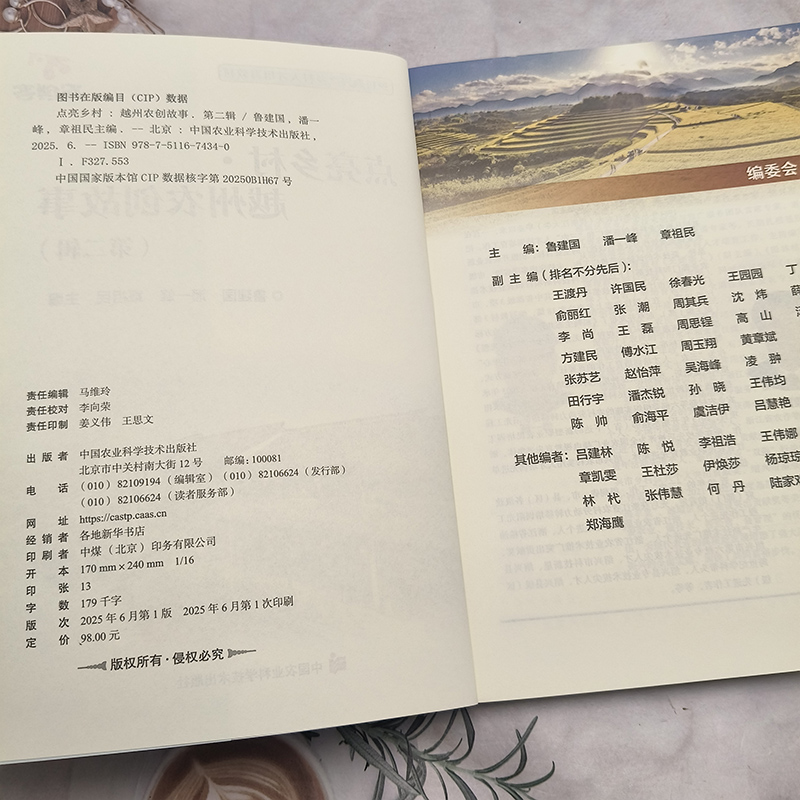 图书在版编目（CIP）数据
点亮乡村：越州农创故事．第二辑 / 鲁建国，潘一
峰，章祖民主编．-- 北京：中国农业科学技术出版社，
2025. 6. -- ISBN 978-7-5116-7434-0
Ⅰ. F327.553
中国国家版本馆 CIP 数据核字第 20250B1H67 号
责任编辑 马维玲
责任校对 李向荣
责任印制 姜义伟 王思文
出版者 中国农业科学技术出版社
北京市中关村南大街 12 号 邮编：100081
电话 （010）82109194（编辑室）（010）82106624（发行部）
（010）82106624（读者服务部）
网址 https://castp.caas.cn
经销者 各地新华书店
印刷者 中煤（北京）印务有限公司
开本 170 mm×240 mm 1/16
印张 13
字数 179 千字
版次 2025 年 6 月第 1 版 2025 年 6 月第 1 次印刷
定价 98.00 元
版权所有·侵权必究
编委会
主编：鲁建国 潘一峰 章祖民
副主编（排名不分先后）：
王渡丹 许国民 徐春光 王园园 丁
俞丽红 张潮 周其兵 沈炜 薛
李尚 王磊 周思锃 高山
方建民 傅水江 周玉翔 黄章斌
张苏艺 赵怡萍 吴海峰 凌翀
田行宇 潘杰锐 孙晓 王伟均
陈帅 俞海平 虞洁伊 吕慧艳
其他编者：吕建林 陈悦 李祖浩 王伟娜
章凯雯 王杜莎 伊焕莎 杨琼琼
林杙 张伟慧 何丹 陆家欢
郑海鹰